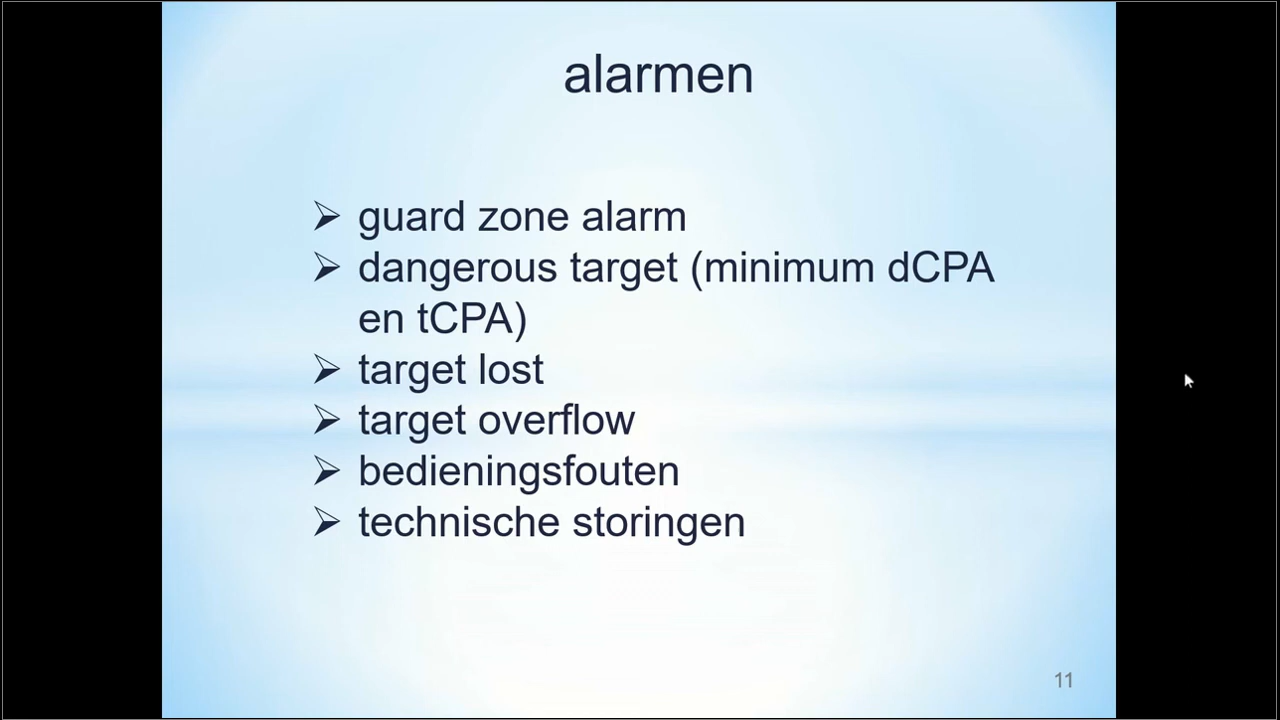 alarmen
➢ guard zone alarm
➢ dangerous target (minimum dCPA
en tCPA)
➢ target lost
➢ target overflow
➢ bedieningsfouten
➢ technische storingen
11